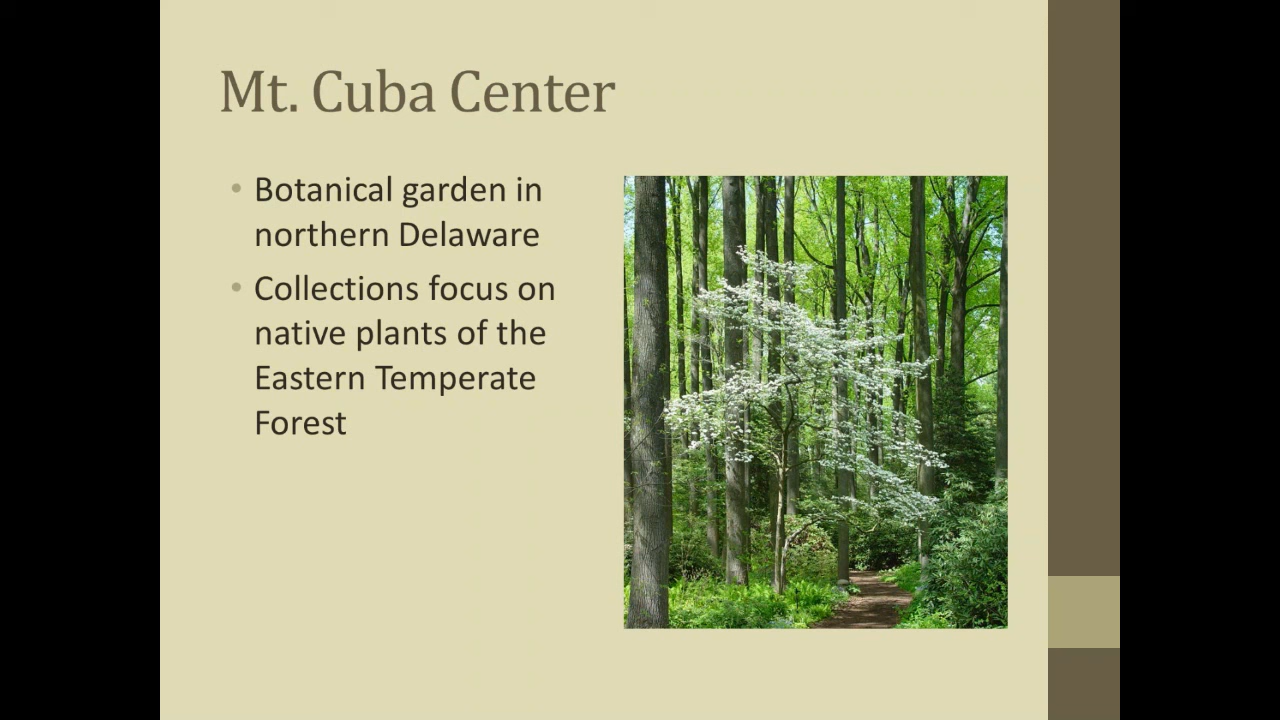 Mt. Cuba Center
• Botanical garden in
northern Delaware
• Collections focus on
native plants of the
Eastern Temperate
Forest